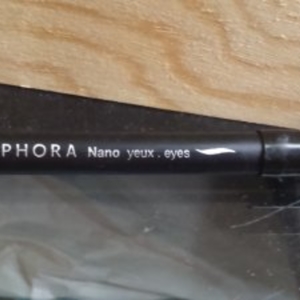 PHORA Nano yeux . eyes